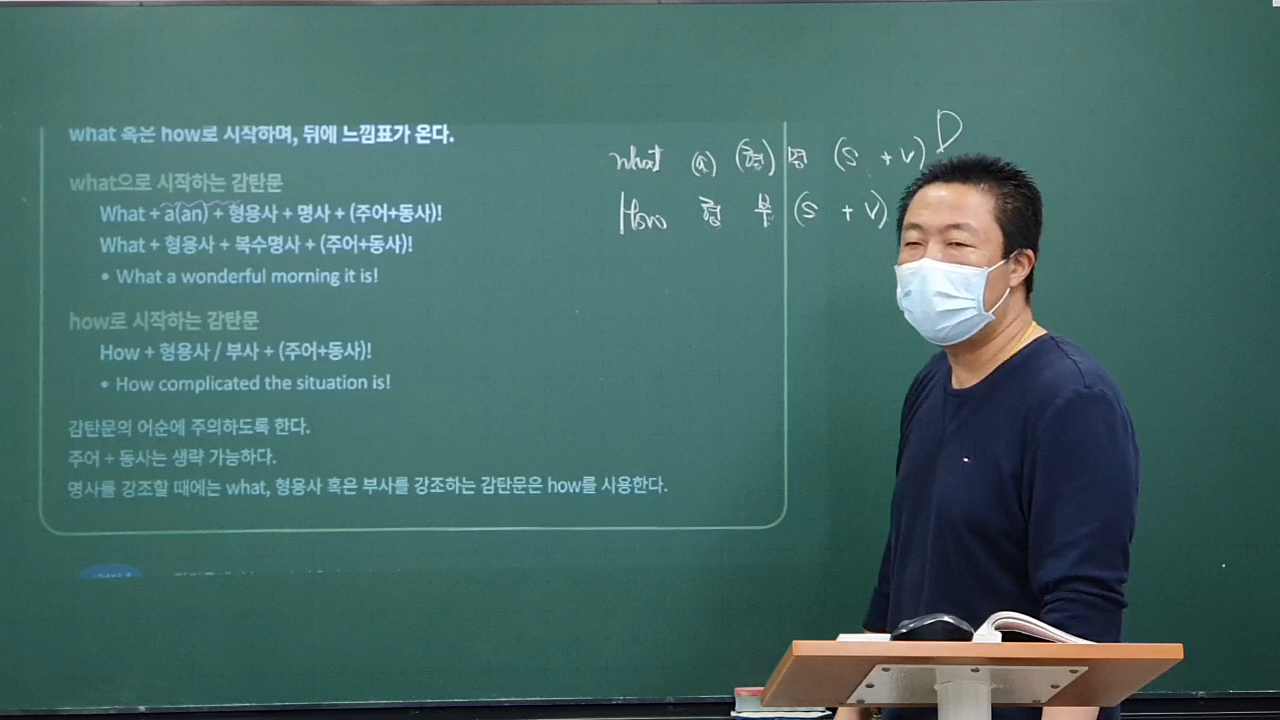 what 혹은 how로 시작하며, 뒤에 느낌표가 온다.
what으로 시작하는 감탄문
What + a(an) + 형용사 + 명사 + (주어+동사)!
What + 형용사 + 복수명사 + (주어+동사)!
• What a wonderful morning it is!
how로 시작하는 감탄문
How + 형용사 / 부사 + (주어+동사)!
• How complicated the situation is!
감탄문의 어순에 주의하도록 한다.
주어 + 동사는 생략 가능하다.
명사를 강조할 때에는 what, 형용사 혹은 부사를 강조하는 감탄문은 how를 사용한다.
what (a) (형) 명 (S + V)
How 형 부 (S + V)